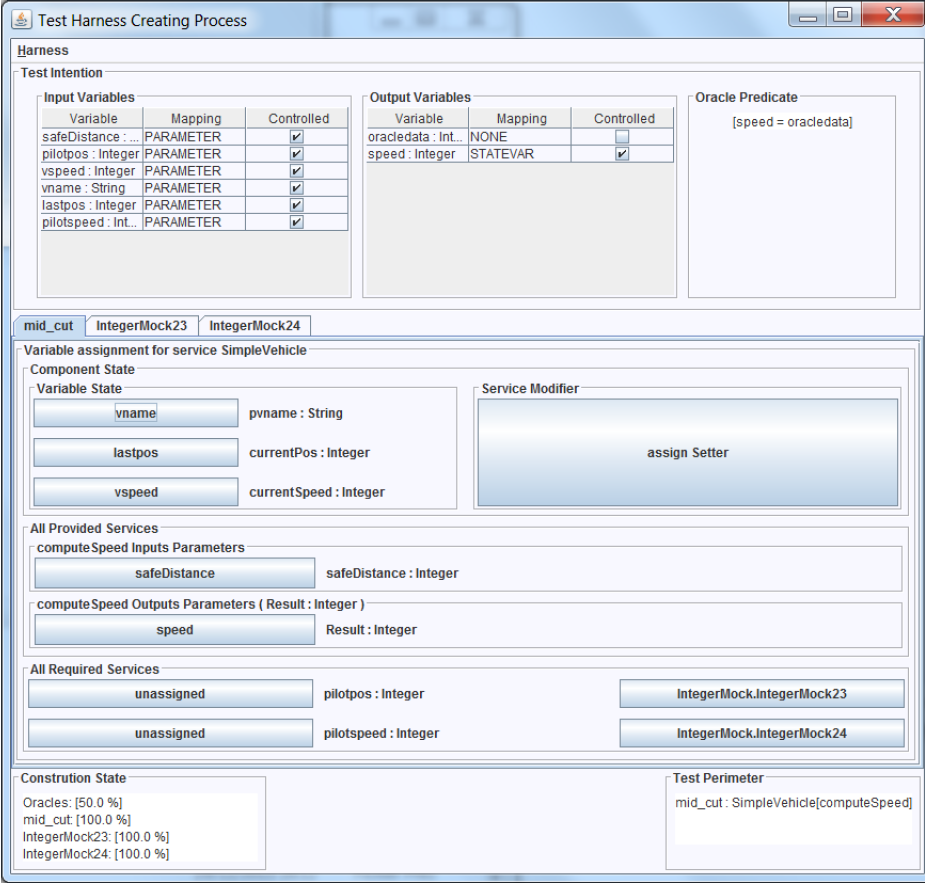 Test Harness Creating Process
Harness
Test Intention
Input Variables
Variable Mapping Controlled
safeDistance : ... PARAMETER
pilotpos : Integer PARAMETER
vspeed : Integer PARAMETER
vname : String PARAMETER
lastpos : Integer PARAMETER
pilotspeed : Int... PARAMETER
Output Variables
Variable Mapping Controlled
oracledata : Int... NONE
speed : Integer STATEVAR
Oracle Predicate
[speed = oracledata]
mid_cut IntegerMock23 IntegerMock24
Variable assignment for service SimpleVehicle
Component State
Variable State
vname pvname : String
lastpos currentPos : Integer
vspeed currentSpeed : Integer
Service Modifier
assign Setter
All Provided Services
computeSpeed Inputs Parameters
safeDistance safeDistance : Integer
computeSpeed Outputs Parameters ( Result : Integer )
speed Result : Integer
All Required Services
unassigned pilotpos : Integer IntegerMock.IntegerMock23
unassigned pilotspeed : Integer IntegerMock.IntegerMock24
Constrution State
Oracles: [50.0 %]
mid_cut: [100.0 %]
IntegerMock23: [100.0 %]
IntegerMock24: [100.0 %]
Test Perimeter
mid_cut : SimpleVehicle[computeSpeed]